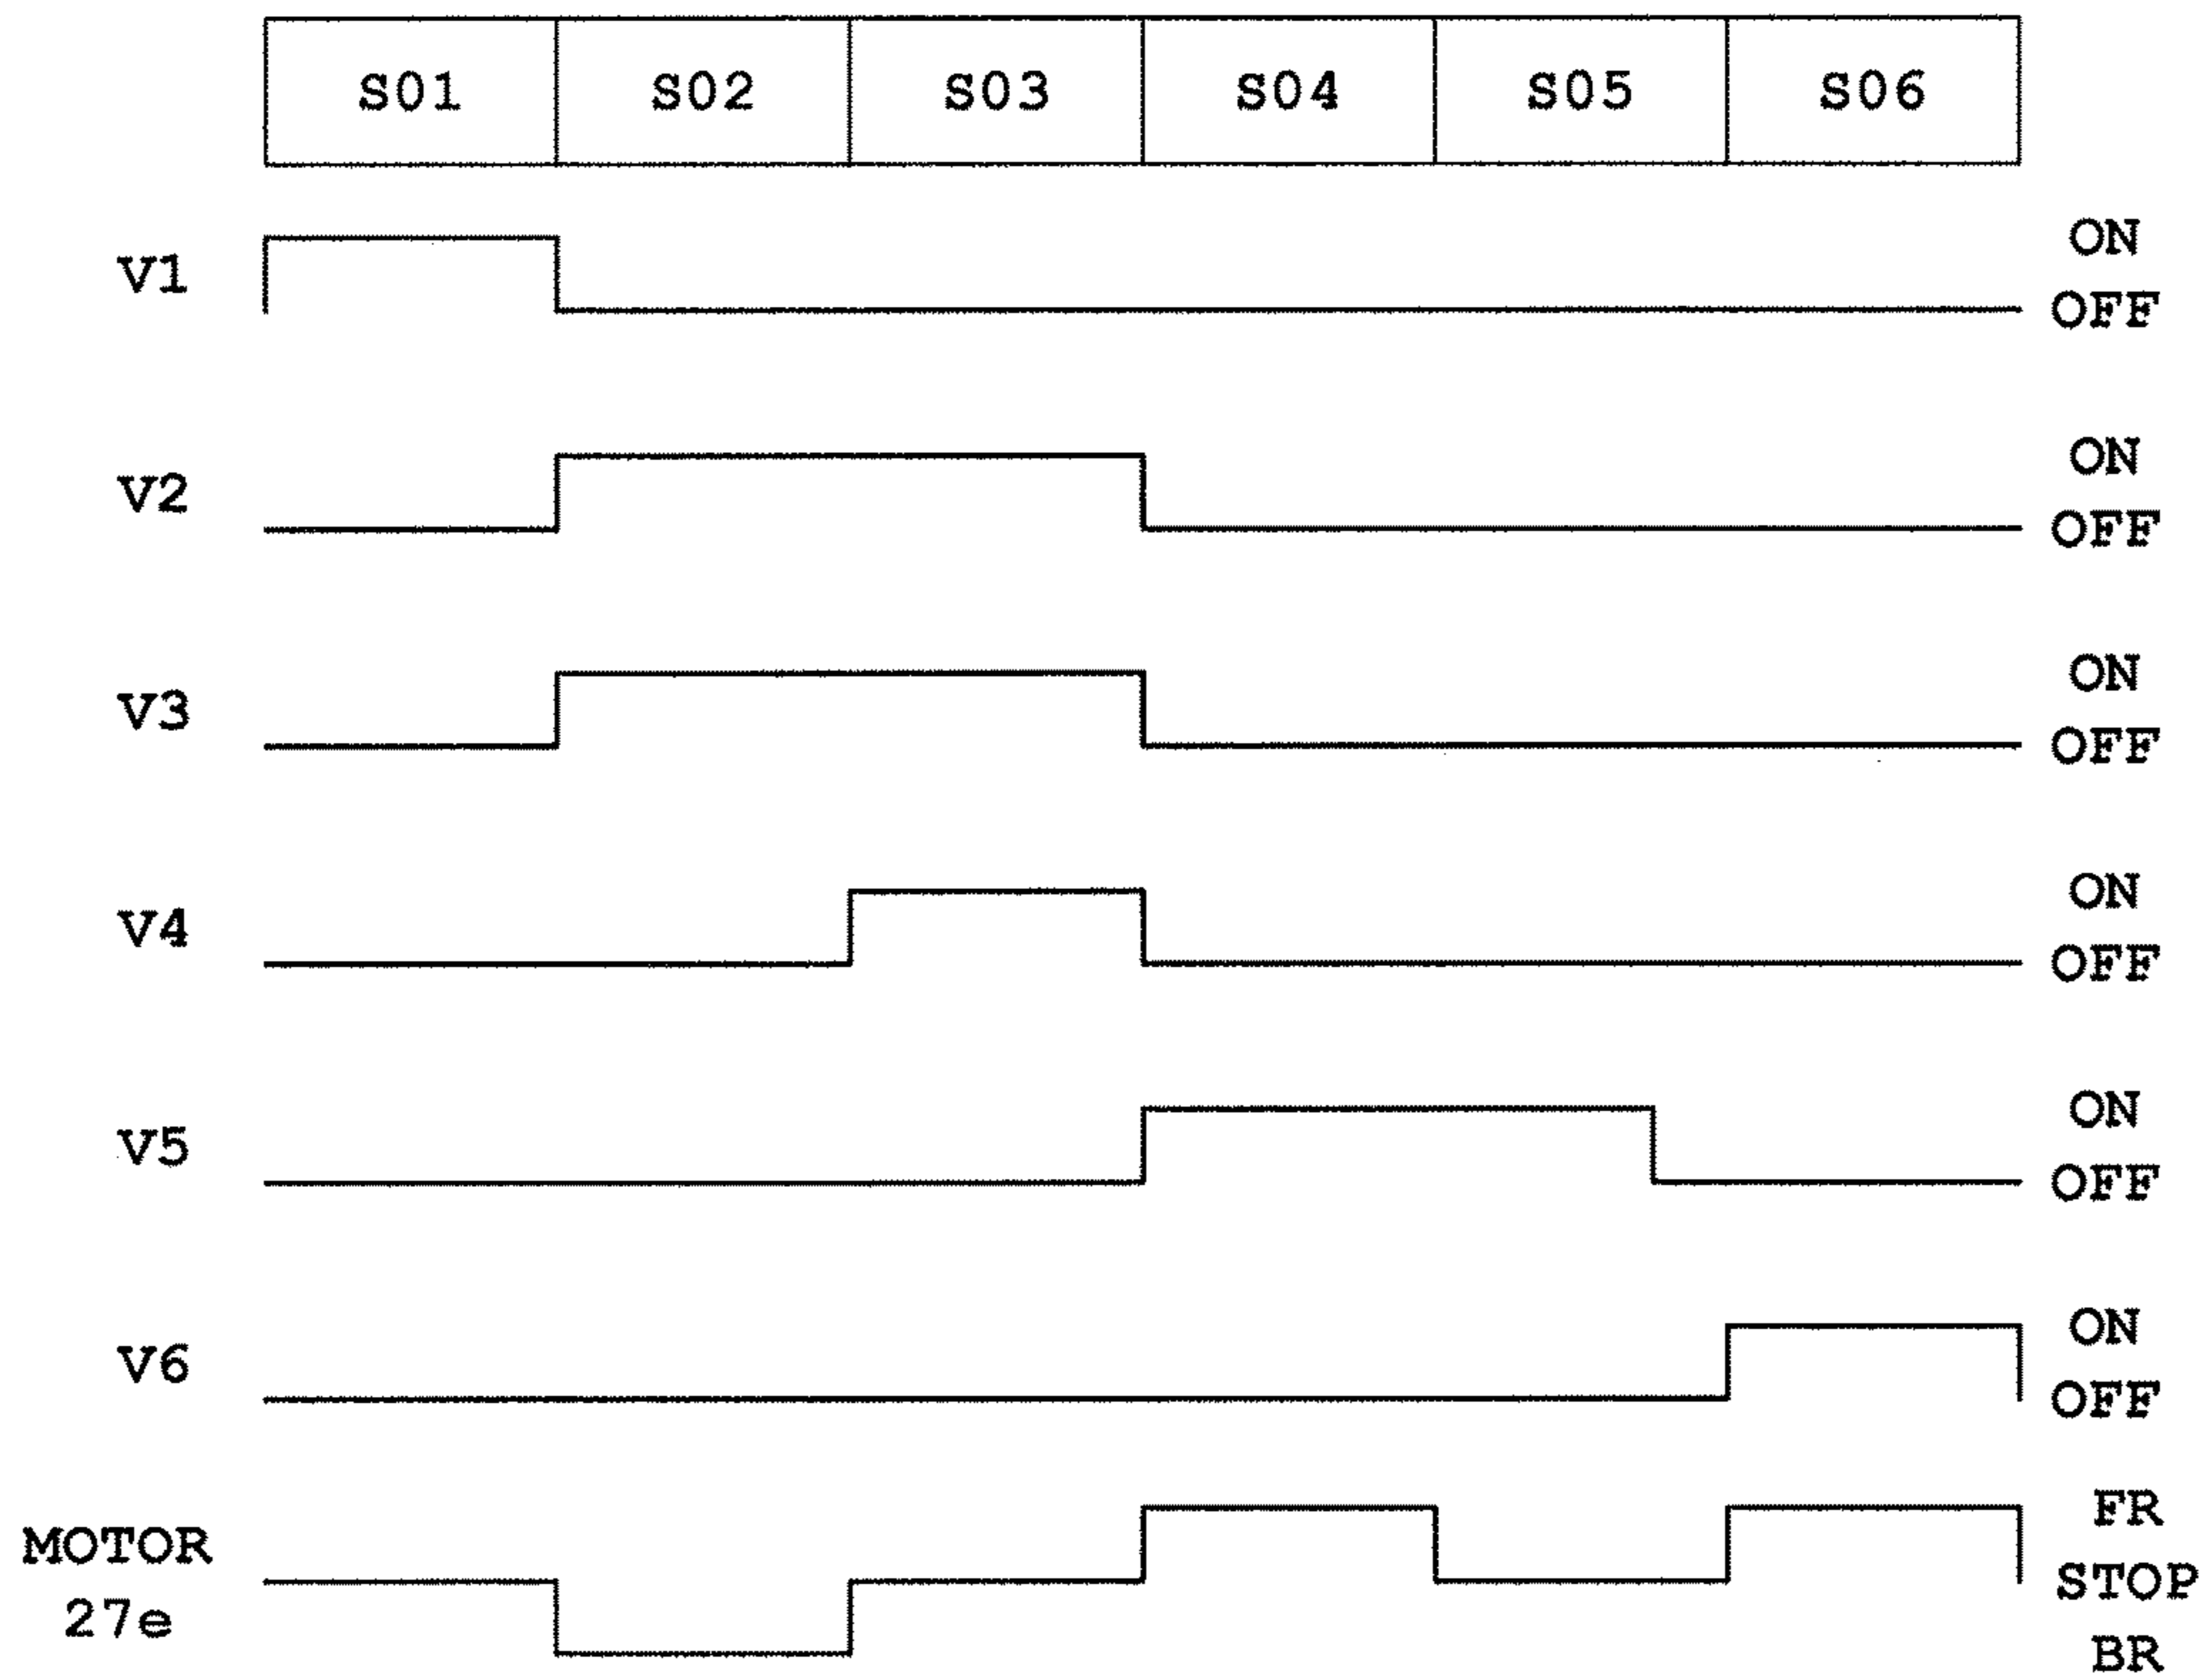 S01 S02 S03 S04 S05 S06
V1 ON
OFF
V2 ON
OFF
V3 ON
OFF
V4 ON
OFF
V5 ON
OFF
V6 ON
OFF
MOTOR
27e
FR
STOP
BR